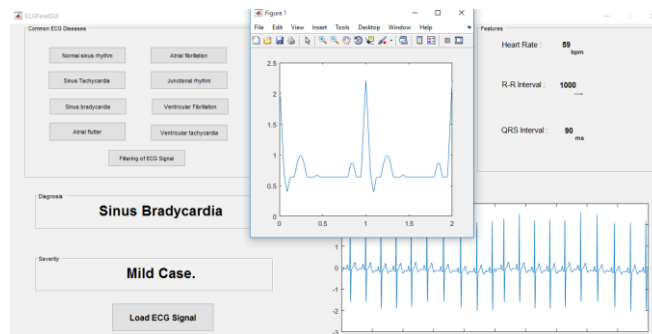 ECGFinalGUI
Common ECG Diseases
Normal sinus rhythm
Atrial fibrillation
Sinus Tachycardia
Junctional rhythm
Sinus bradycardia
Ventricular Fibrillation
Atrial flutter
Ventricular tachycardia
Filtering of ECG Signal
Diagnosis
Sinus Bradycardia
Severity
Mild Case.
Load ECG Signal
Figure 1
File Edit View Insert Tools Desktop Window Help
2.5
2
1.5
1
0.5
0
0 0.5 1 1.5 2
Features
Heart Rate : 59
bpm
R-R Interval : 1000
QRS Interval : 90
ms
1
0
-1
-2
-3